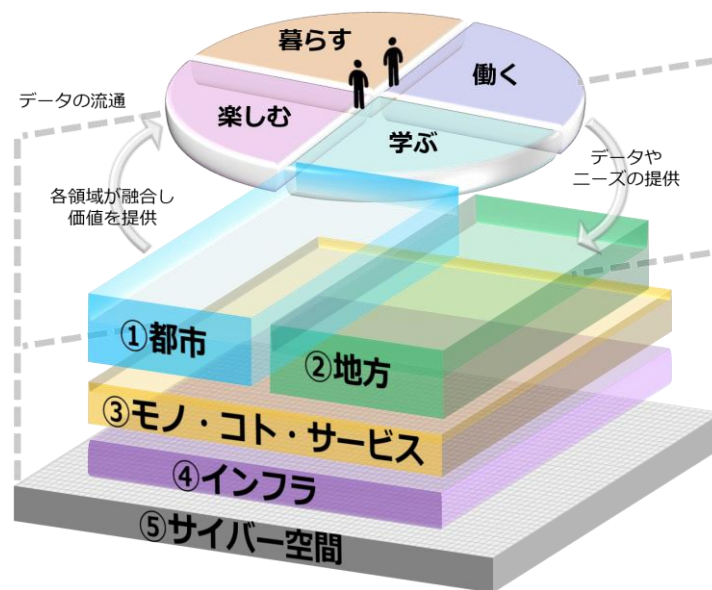 暮らす
働く
楽しむ
学ぶ
データの流通
データや
ニーズの提供
各領域が融合し
価値を提供
①都市
②地方
③モノ・コト・サービス
④インフラ
⑤サイバー空間